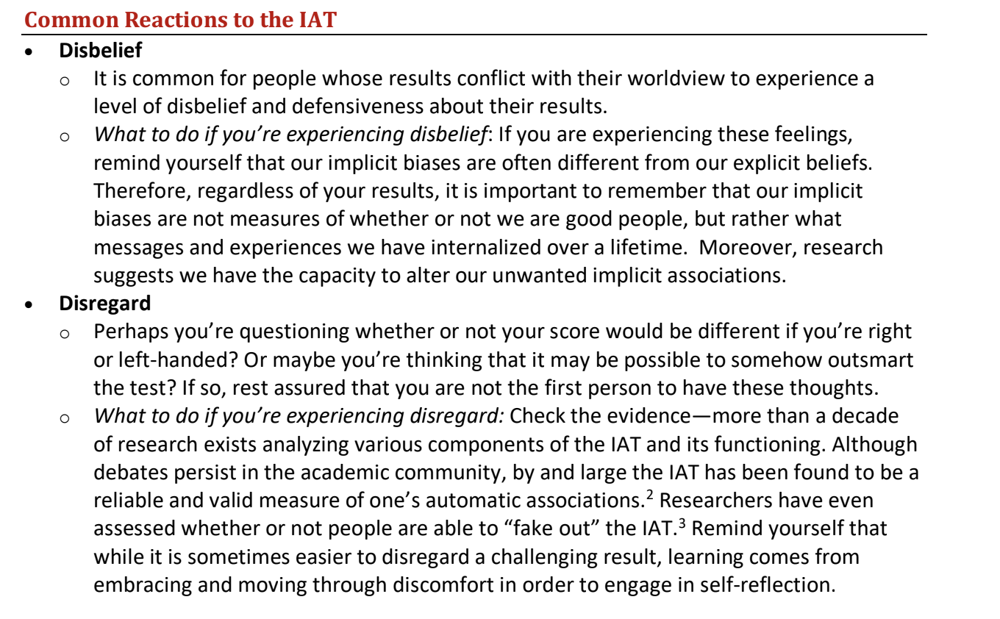 Common Reactions to the IAT
• Disbelief
o It is common for people whose results conflict with their worldview to experience a
level of disbelief and defensiveness about their results.
o What to do if you’re experiencing disbelief: If you are experiencing these feelings,
remind yourself that our implicit biases are often different from our explicit beliefs.
Therefore, regardless of your results, it is important to remember that our implicit
biases are not measures of whether or not we are good people, but rather what
messages and experiences we have internalized over a lifetime.  Moreover, research
suggests we have the capacity to alter our unwanted implicit associations.
• Disregard
o Perhaps you’re questioning whether or not your score would be different if you’re right
or left-handed? Or maybe you’re thinking that it may be possible to somehow outsmart
the test? If so, rest assured that you are not the first person to have these thoughts.
o What to do if you’re experiencing disregard: Check the evidence—more than a decade
of research exists analyzing various components of the IAT and its functioning. Although
debates persist in the academic community, by and large the IAT has been found to be a
reliable and valid measure of one’s automatic associations.² Researchers have even
assessed whether or not people are able to “fake out” the IAT.³ Remind yourself that
while it is sometimes easier to disregard a challenging result, learning comes from
embracing and moving through discomfort in order to engage in self-reflection.